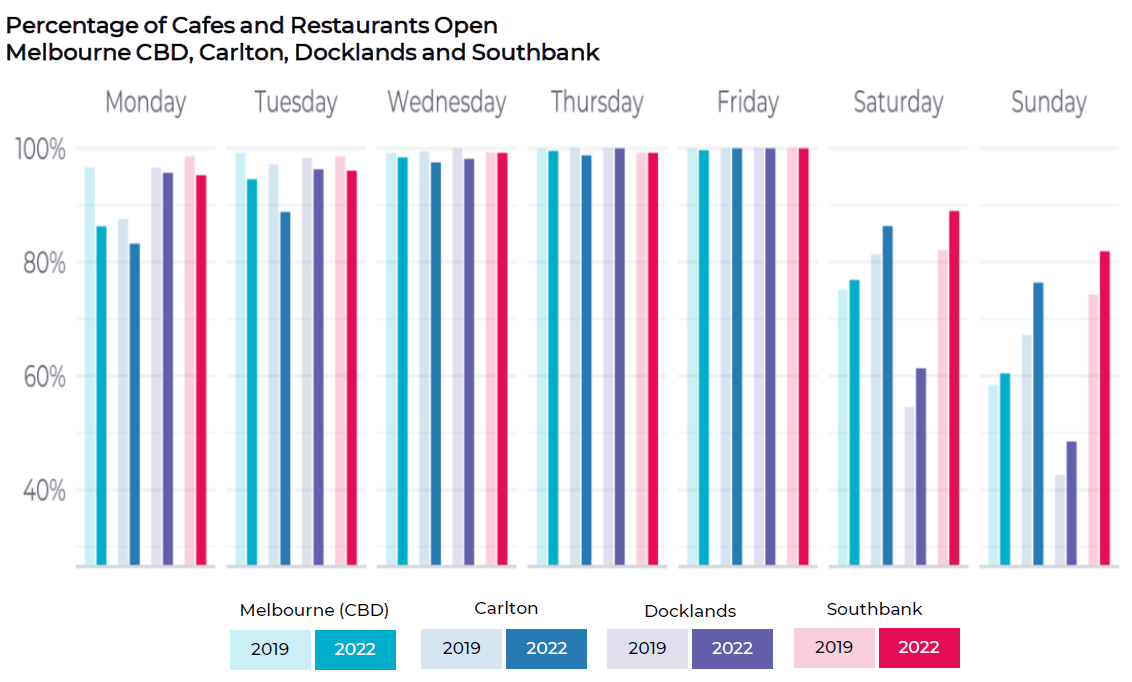 Percentage of Cafes and Restaurants Open
Melbourne CBD, Carlton, Docklands and Southbank
Monday Tuesday Wednesday Thursday Friday Saturday Sunday
100%
80%
60%
40%
Melbourne (CBD) Carlton Docklands Southbank
2019 2022 2019 2022 2019 2022 2019 2022